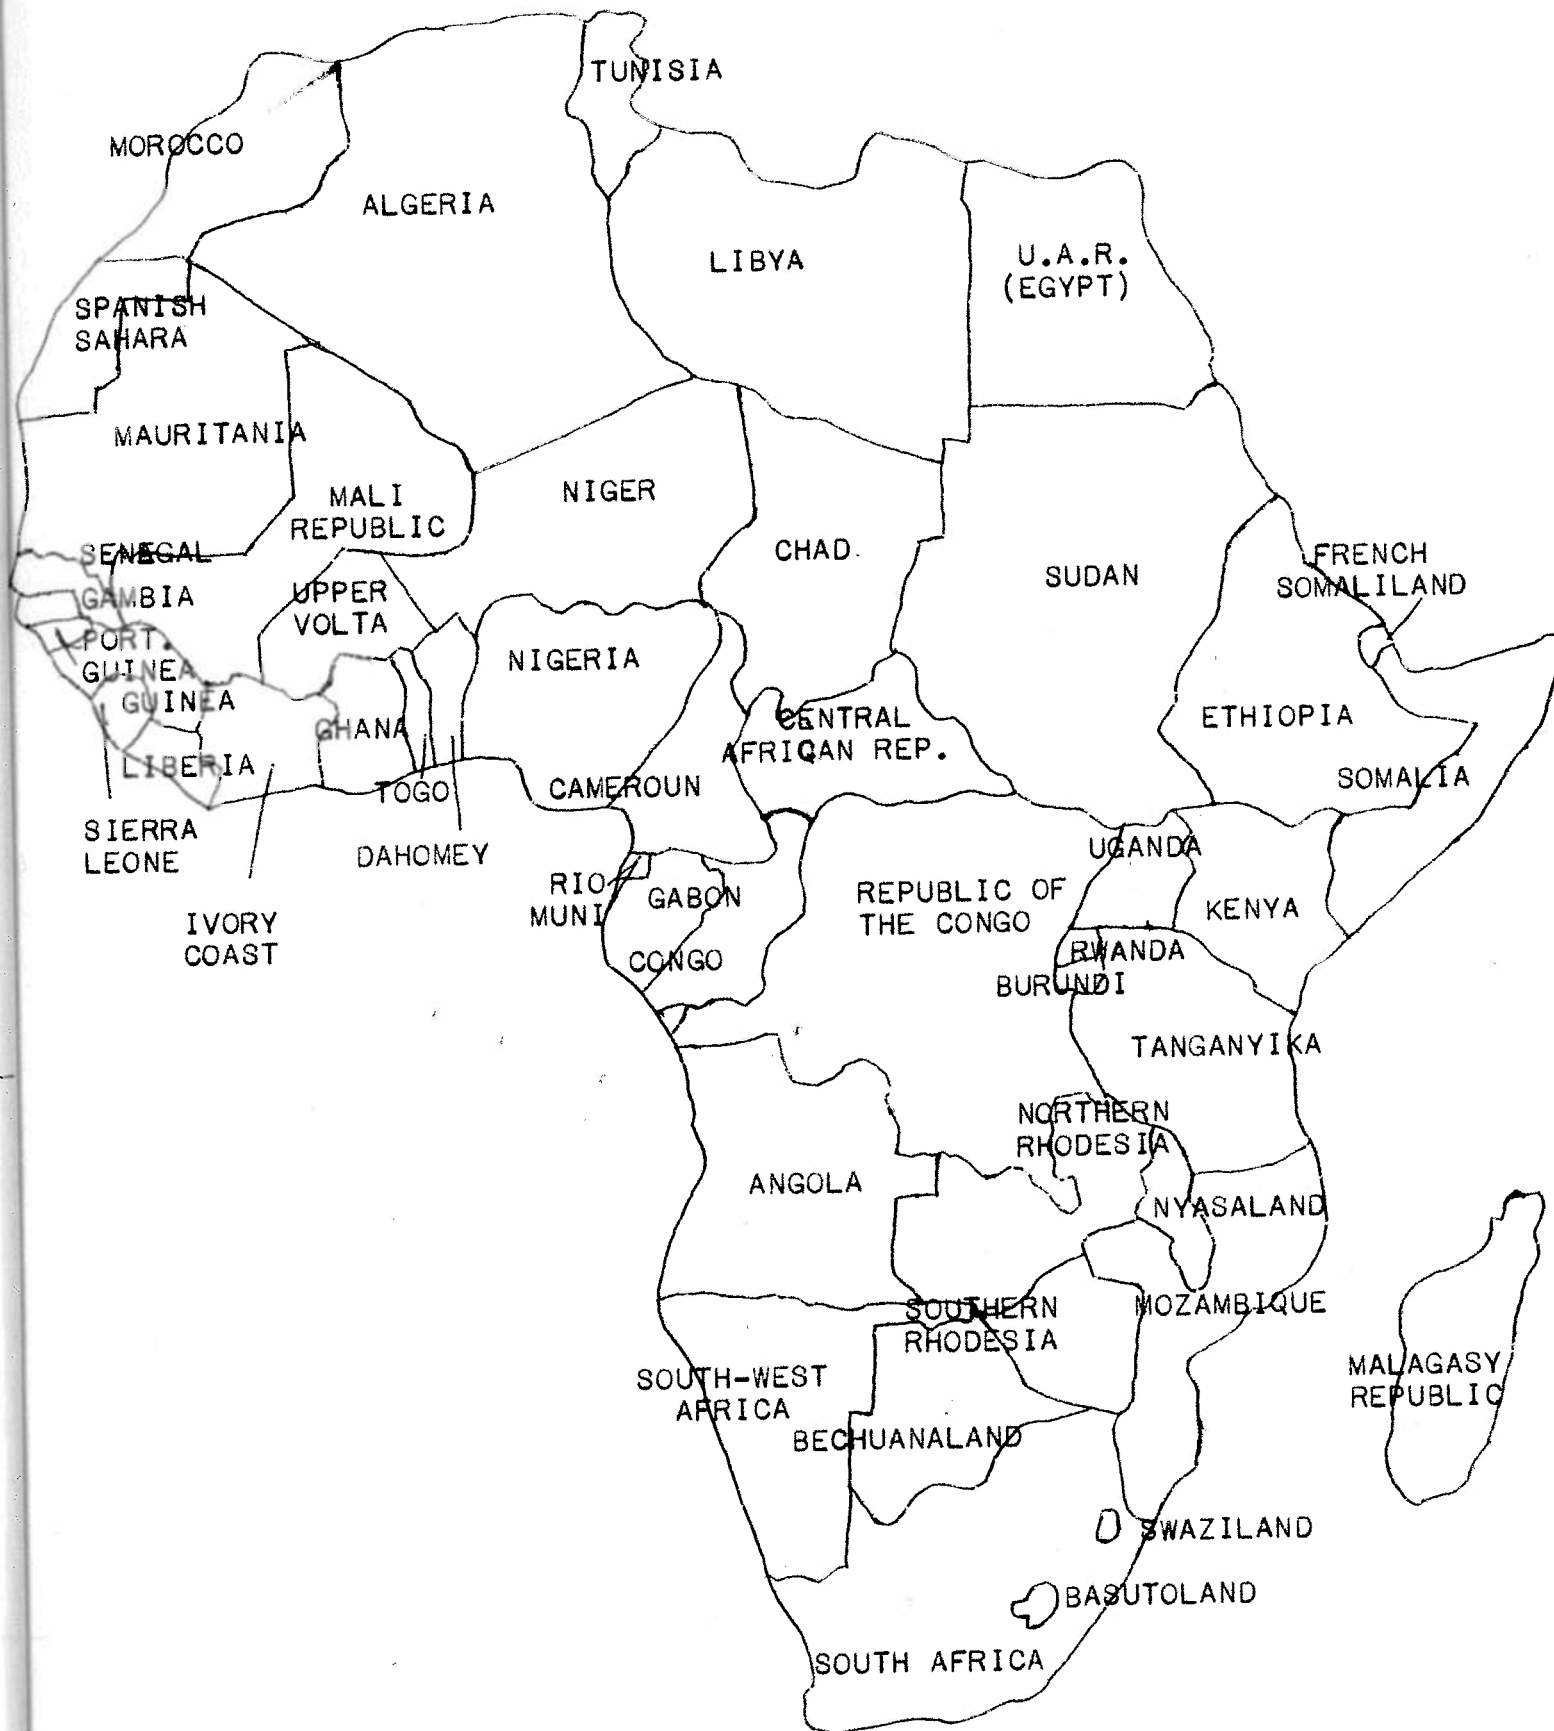 TUNISIA
MOROCCO
ALGERIA
LIBYA
U.A.R.
(EGYPT)
SPANISH
SAHARA
MAURITANIA
MALI
REPUBLIC
NIGER
CHAD
SUDAN
FRENCH
SOMALILAND
SENEGAL
GAMBIA
UPPER
VOLTA
PORT.
GUINEA
GUINEA
NIGERIA
GHANA
CENTRAL
AFRICAN REP.
ETHIOPIA
SOMALIA
LIBERIA
TOGO
CAMEROUN
SIERRA
LEONE
DAHOMEY
UGANDA
RIO
MUNI
GABON
REPUBLIC OF
THE CONGO
KENYA
IVORY
COAST
CONGO
RWANDA
BURUNDI
TANGANYIKA
NORTHERN
RHODESIA
ANGOLA
NYASALAND
MOZAMBIQUE
SOUTHERN
RHODESIA
SOUTH-WEST
AFRICA
MALAGASY
REPUBLIC
BECHUANALAND
SWAZILAND
BASUTOLAND
SOUTH AFRICA